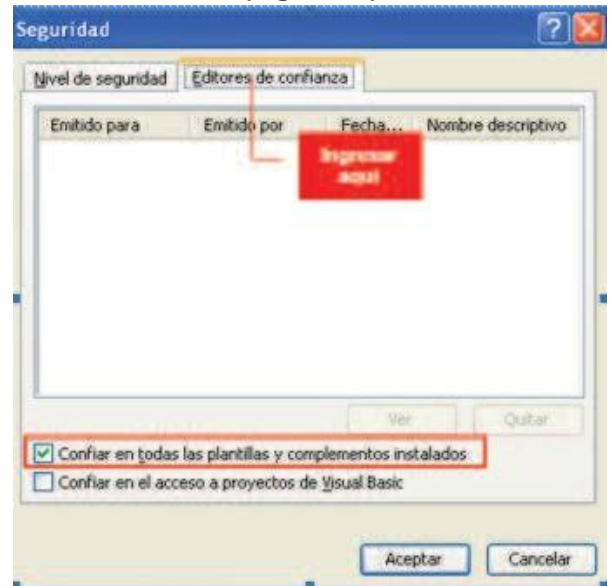 Seguridad
Nivel de seguridad Editores de confianza
Emitido para Emitido por Fecha... Nombre descriptivo
Ingresar
aquí
Ver Quitar
Confiar en todas las plantillas y complementos instalados
Confiar en el acceso a proyectos de Visual Basic
Aceptar Cancelar